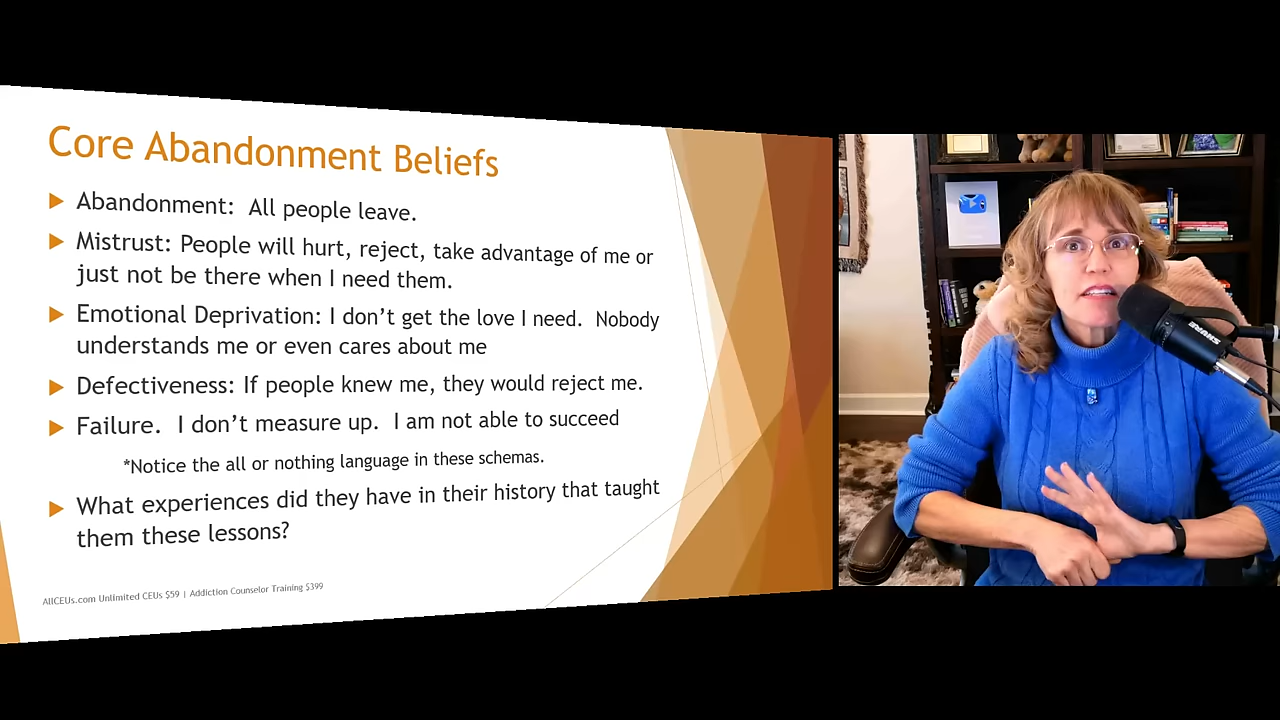 Core Abandonment Beliefs
Abandonment: All people leave.
Mistrust: People will hurt, reject, take advantage of me or
just not be there when I need them.
Emotional Deprivation: I don't get the love I need. Nobody
understands me or even cares about me
Defectiveness: If people knew me, they would reject me.
Failure. I don't measure up. I am not able to succeed
*Notice the all or nothing language in these schemas.
What experiences did they have in their history that taught
them these lessons?
AllCEUs.com Unlimited CEUs $59 | Addiction Counselor Training $399
SHURE